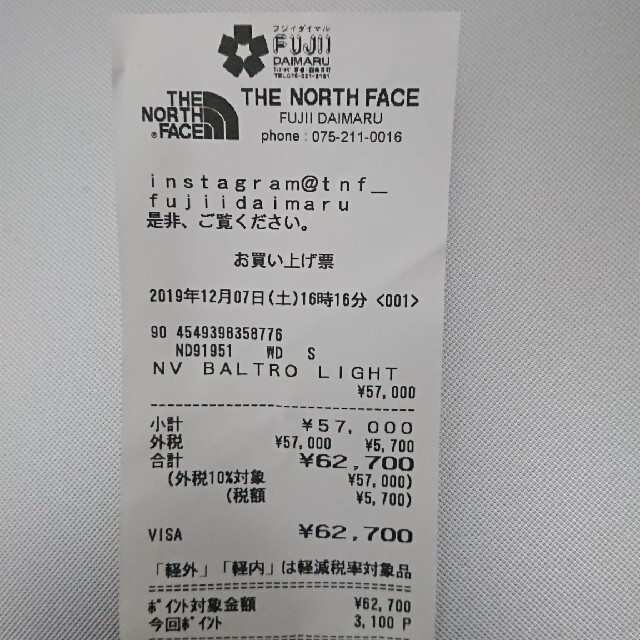 フジイダイマル
FUJII
DAIMARU
TEL075-221-8181
THE
NORTH
FACE
THE NORTH FACE
FUJII DAIMARU
phone : 075-211-0016
instagram@tnf_
fujiidaimaru
是非、ご覧ください。
お買い上げ票
2019年12月07日(土)16時16分 <001>
90 4549398358776
ND91951 WD S
NV BALTRO LIGHT
¥57,000
小計 ¥57,000
外税 ¥57,000 ¥5,700
合計 ¥62,700
(外税10%対象 ¥57,000)
(税額 ¥5,700)
VISA ¥62,700
「軽外」「軽内」は軽減税率対象品
ﾎﾟｲﾝﾄ対象金額 ¥62,700
今回ﾎﾟｲﾝﾄ 3,100 P